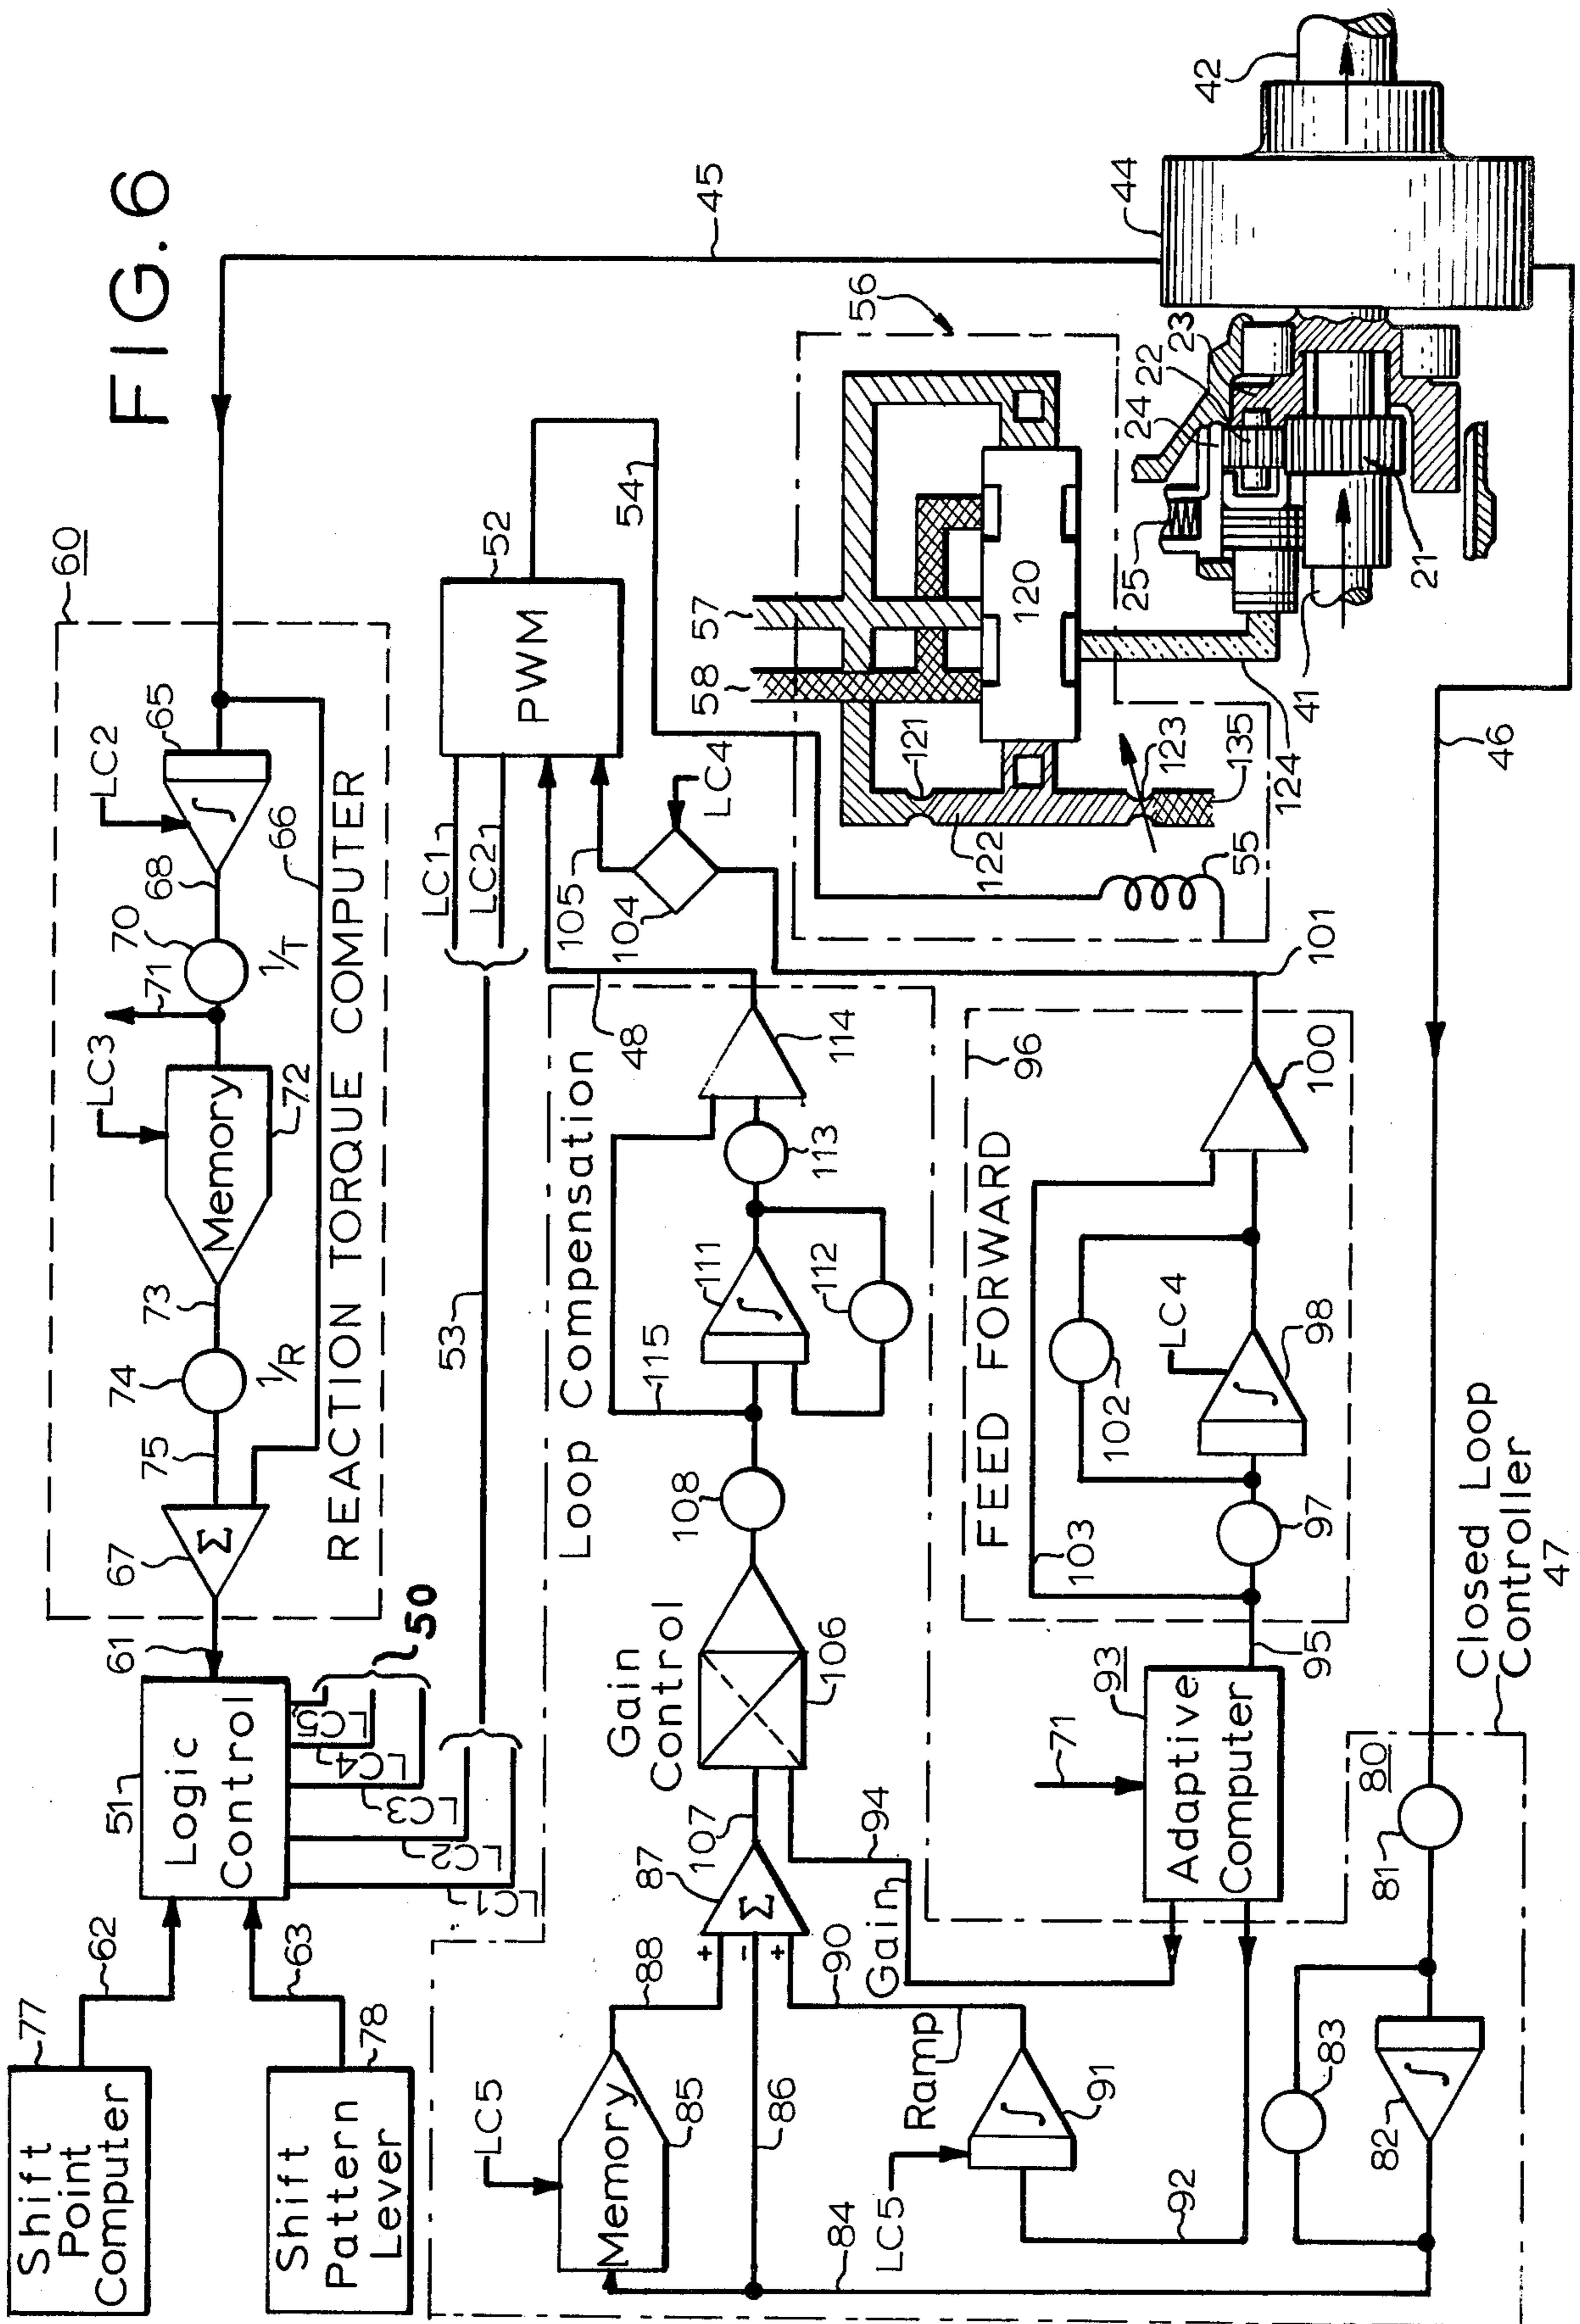 FIG. 6
77
Shift
Point
Computer
62
78
Shift
Pattern
Lever
63
51
Logic
Control
61
50
LC5
LC4
LC3
LC2
LC1
60
REACTION TORQUE COMPUTER
67
Σ
75
74
1/R
73
Memory
72
LC3
71
70
1/T
68
66
LC2
65
∫
45
53
LC1
LC2
PWM
52
54
LC4
105
104
48
Loop Compensation
114
113
111
∫
112
115
108
Gain
Control
106
107
94
Gain
87
Σ
+
-
+
88
86
90
Ramp
LC5
Memory
85
LC5
91
∫
92
84
FEED FORWARD
96
100
101
LC4
98
∫
102
103
97
95
93
Adaptive
Computer
71
80
81
82
∫
83
Closed Loop
Controller
47
46
56
57
58
120
121
122
123
124
135
55
25
24
22
23
21
41
44
42